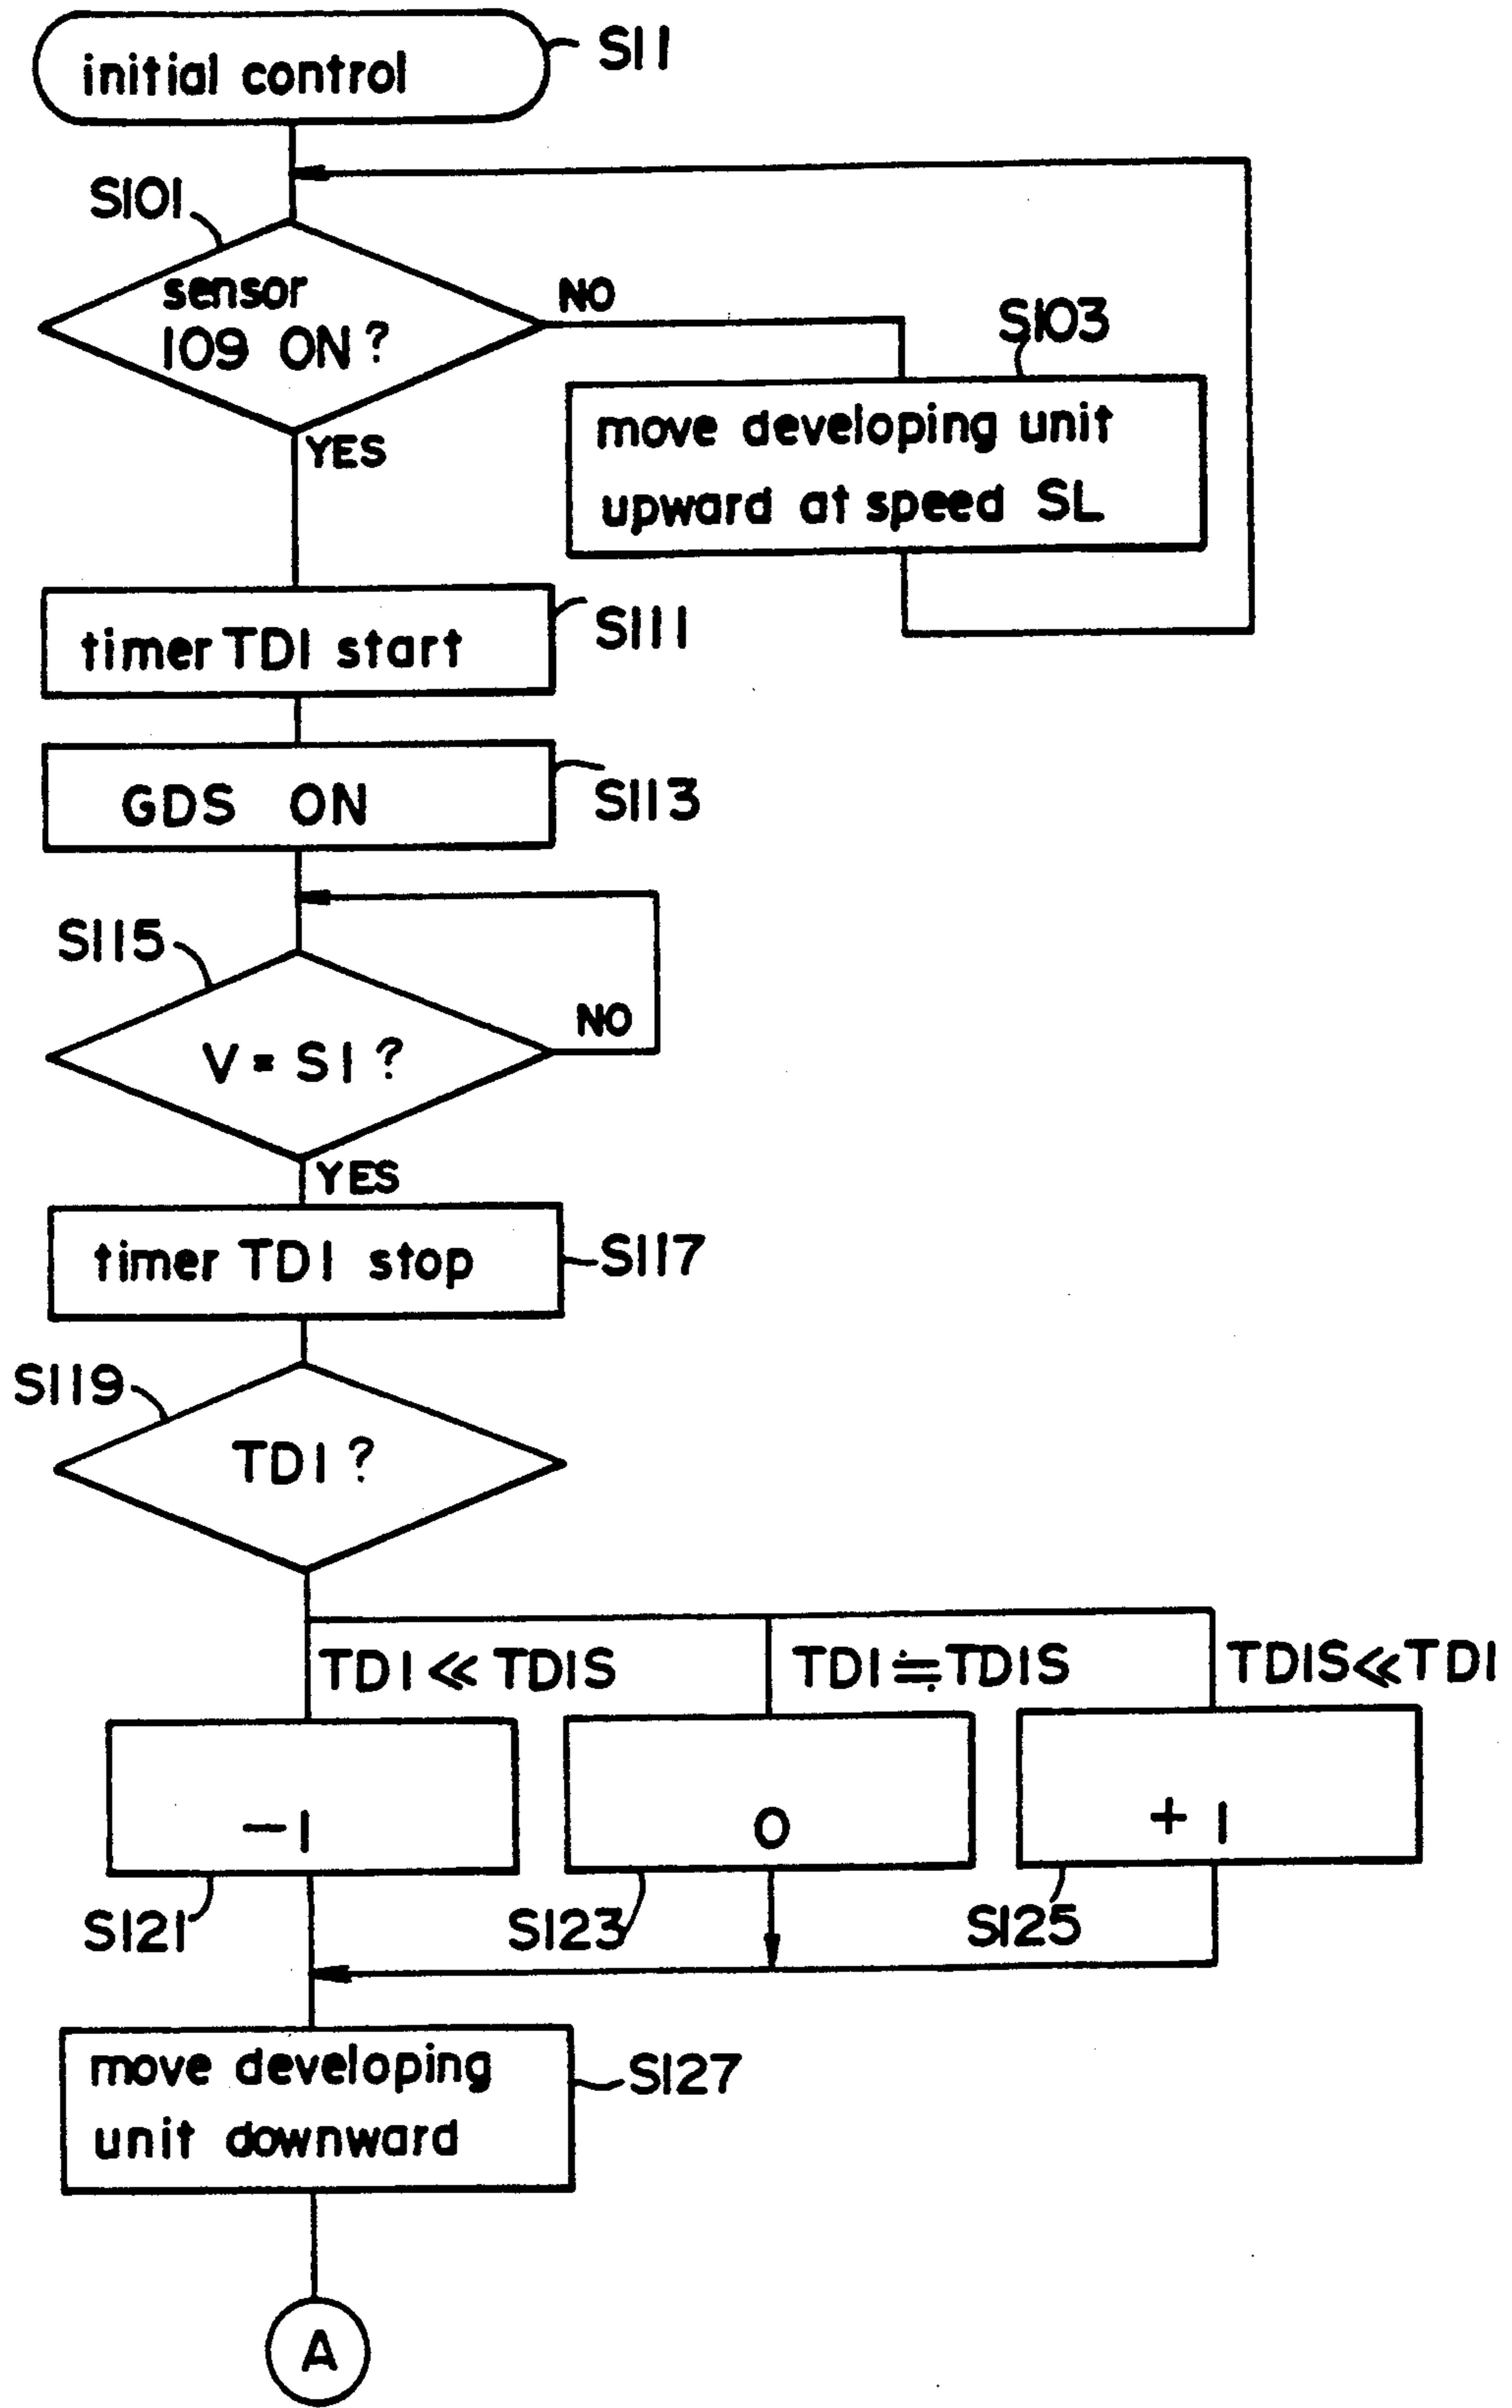 initial control
S11
S101
sensor
109 ON?
NO
YES
S103
move developing unit
upward at speed SL
timer TD1 start
S111
GDS ON
S113
S115
V = S1?
NO
YES
timer TD1 stop
S117
S119
TD1?
TD1 ≪ TD1S
TD1 ≒ TD1S
TD1S ≪ TD1
-1
0
+1
S121
S123
S125
move developing
unit downward
S127
A